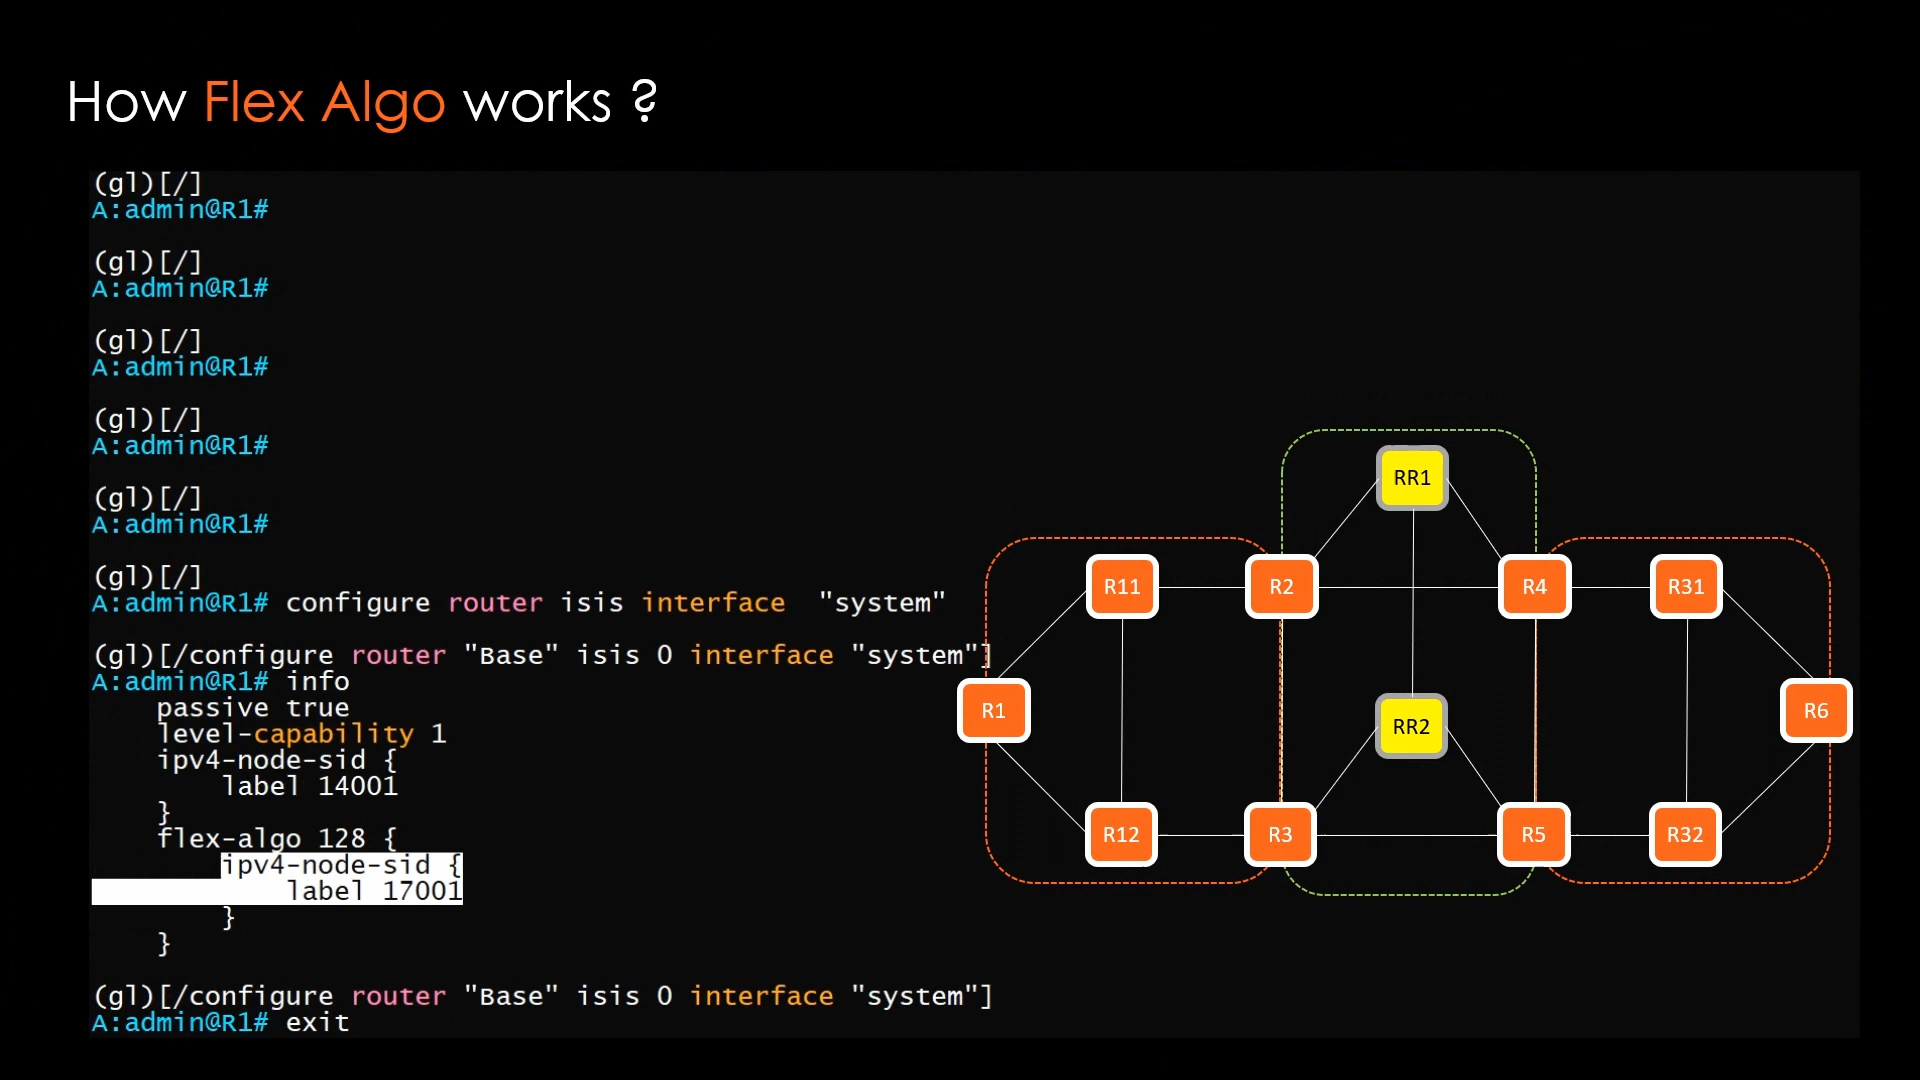 How Flex Algo works ?
(gl)[/]
A:admin@R1#
(gl)[/]
A:admin@R1#
(gl)[/]
A:admin@R1#
(gl)[/]
A:admin@R1#
(gl)[/]
A:admin@R1#
(gl)[/]
A:admin@R1# configure router isis interface  "system"
(gl)[/configure router "Base" isis 0 interface "system"]
A:admin@R1# info
    passive true
    level-capability 1
    ipv4-node-sid {
        label 14001
    }
    flex-algo 128 {
        ipv4-node-sid {
            label 17001
        }
    }
(gl)[/configure router "Base" isis 0 interface "system"]
A:admin@R1# exit
RR1
R11
R2
R4
R31
R1
RR2
R6
R12
R3
R5
R32